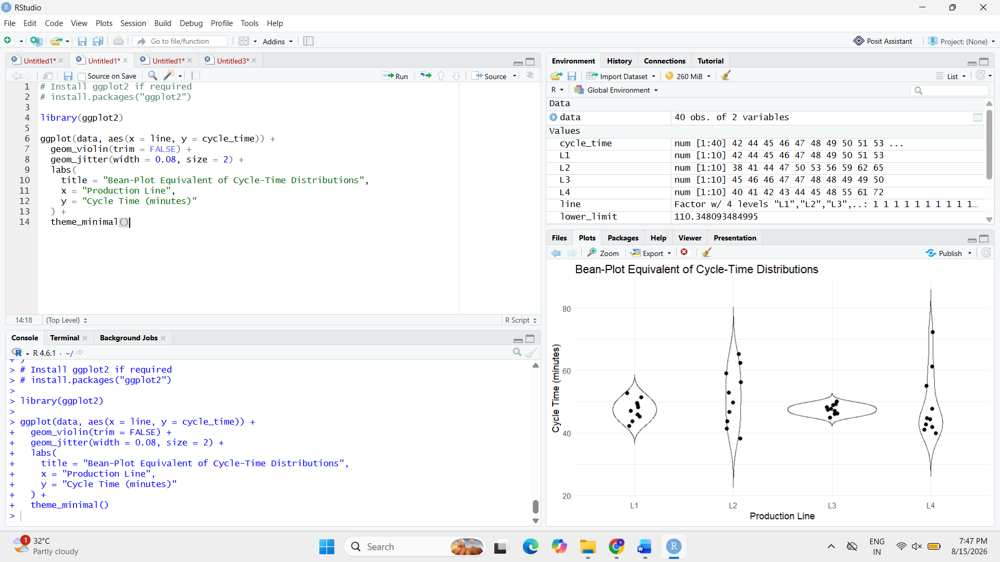 RStudio
File Edit Code View Plots Session Build Debug Profile Tools Help
Go to file/function Addins Posit Assistant Project: (None)
Untitled1* Untitled1* Untitled1* Untitled3*
Source on Save Run Source
1 # Install ggplot2 if required
2 # install.packages("ggplot2")
3
4 library(ggplot2)
5
6 ggplot(data, aes(x = line, y = cycle_time)) +
7 geom_violin(trim = FALSE) +
8 geom_jitter(width = 0.08, size = 2) +
9 labs(
10 title = "Bean-Plot Equivalent of Cycle-Time Distributions",
11 x = "Production Line",
12 y = "Cycle Time (minutes)"
13 ) +
14 theme_minimal()
14:18 (Top Level) R Script
Console Terminal Background Jobs
R 4.6.1 · ~/
+ )
> # Install ggplot2 if required
> # install.packages("ggplot2")
>
> library(ggplot2)
>
> ggplot(data, aes(x = line, y = cycle_time)) +
+ geom_violin(trim = FALSE) +
+ geom_jitter(width = 0.08, size = 2) +
+ labs(
+ title = "Bean-Plot Equivalent of Cycle-Time Distributions",
+ x = "Production Line",
+ y = "Cycle Time (minutes)"
+ ) +
+ theme_minimal()
>
Environment History Connections Tutorial
Import Dataset 260 MiB List
R Global Environment
Data
data 40 obs. of 2 variables
Values
cycle_time num [1:40] 42 44 45 46 47 48 49 50 51 53 ...
L1 num [1:10] 42 44 45 46 47 48 49 50 51 53
L2 num [1:10] 38 41 44 47 50 53 56 59 62 65
L3 num [1:10] 45 46 46 47 47 48 48 49 49 50
L4 num [1:10] 40 41 42 43 44 45 48 55 61 72
line Factor w/ 4 levels "L1","L2","L3",..: 1 1 1 1 1 1 1 1 1 1…
lower_limit 110.348093484995
Files Plots Packages Help Viewer Presentation
Zoom Export Publish
Bean-Plot Equivalent of Cycle-Time Distributions
80
60
40
20
Cycle Time (minutes)
L1 L2 L3 L4
Production Line
1 32°C
Partly cloudy
Search
ENG
IN
7:47 PM
8/15/2026